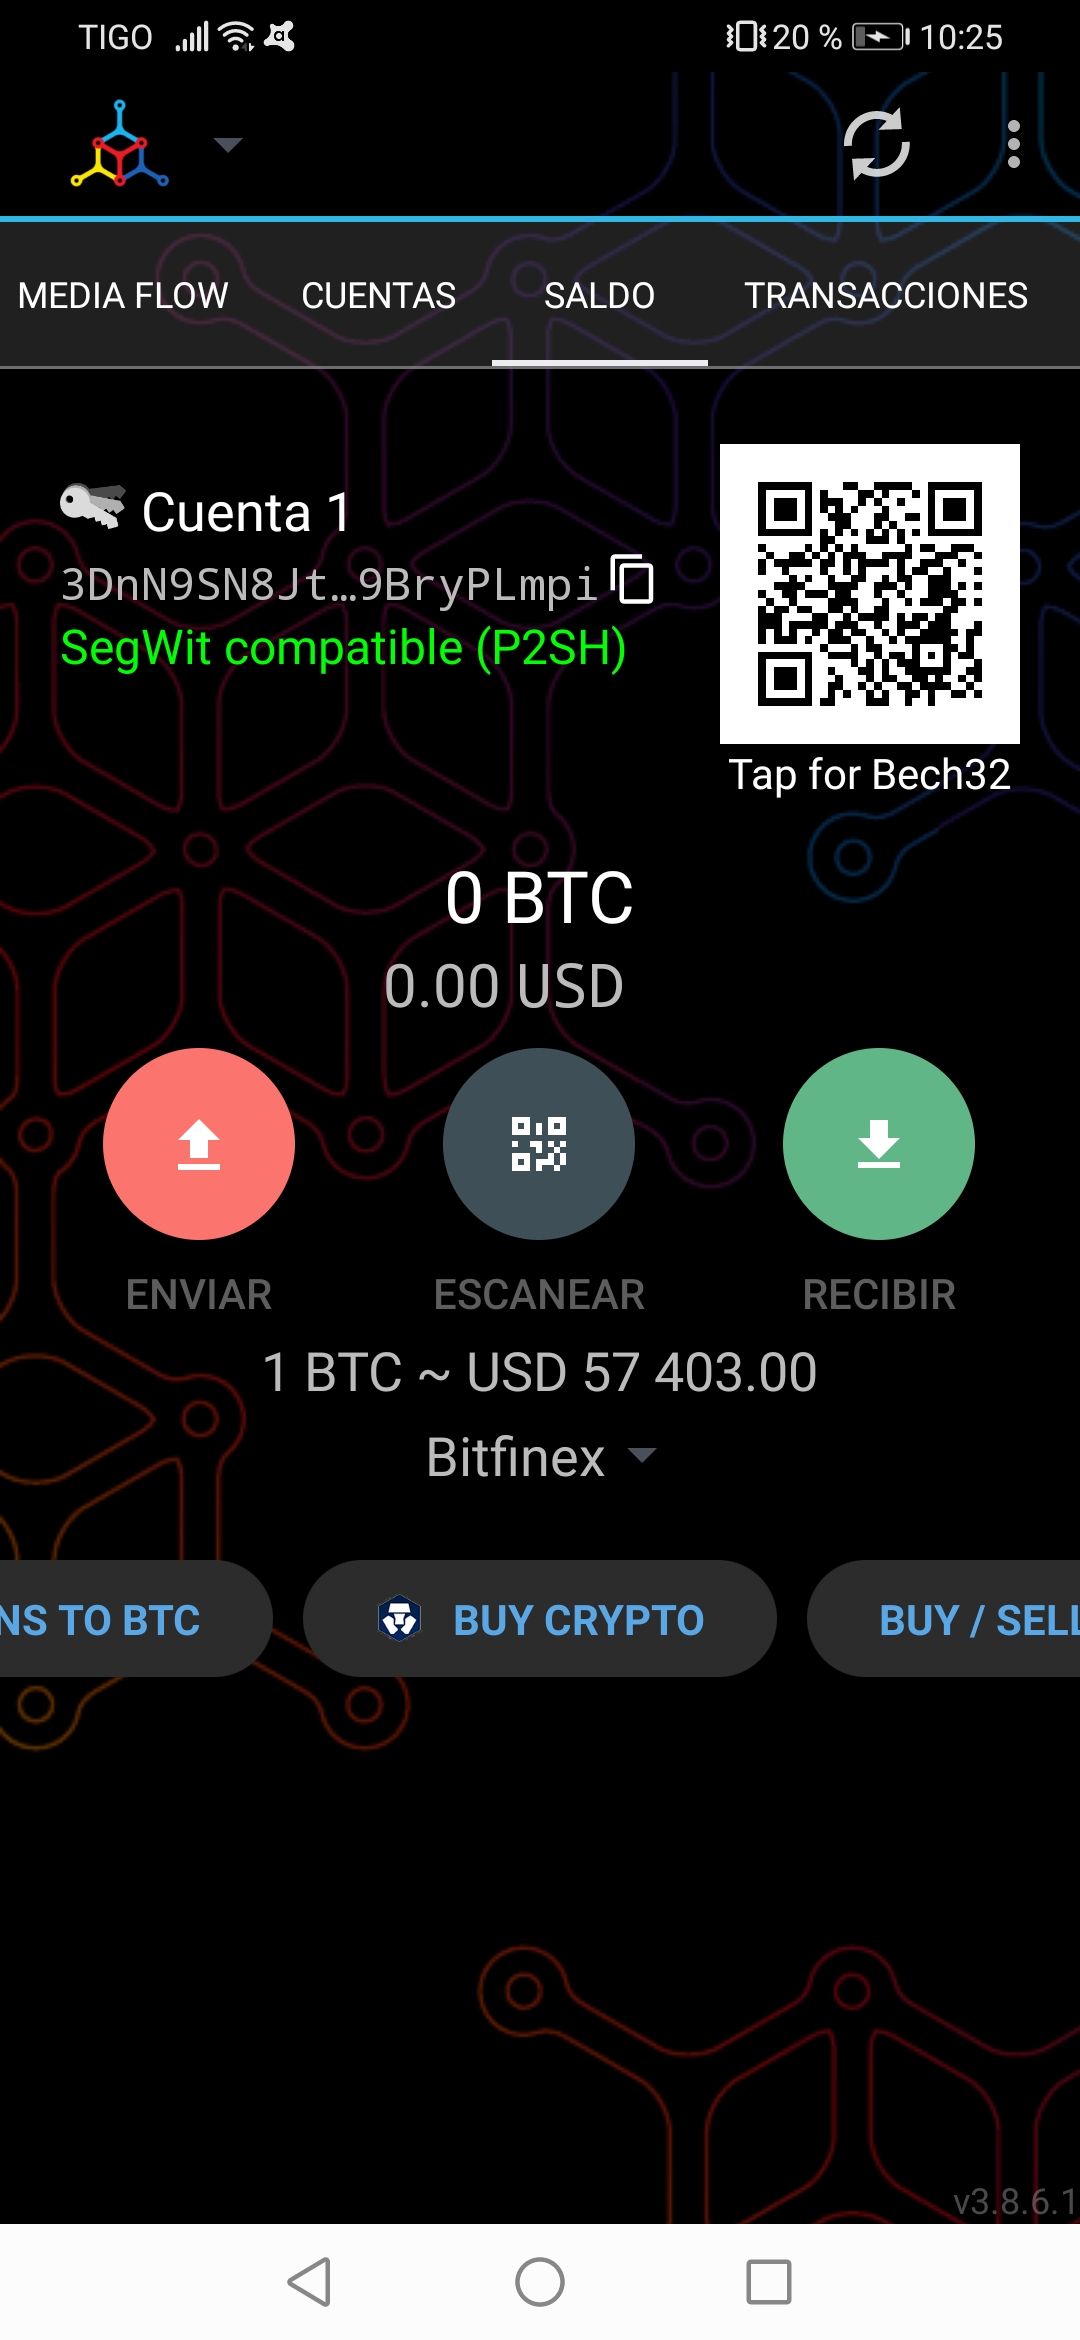 TIGO 20 % 10:25
MEDIA FLOW CUENTAS SALDO TRANSACCIONES
Cuenta 1
3DnN9SN8Jt...9BryPLmpi
SegWit compatible (P2SH)
Tap for Bech32
0 BTC
0.00 USD
ENVIAR ESCANEAR RECIBIR
1 BTC ~ USD 57 403.00
Bitfinex
NS TO BTC BUY CRYPTO BUY / SELL
v3.8.6.1